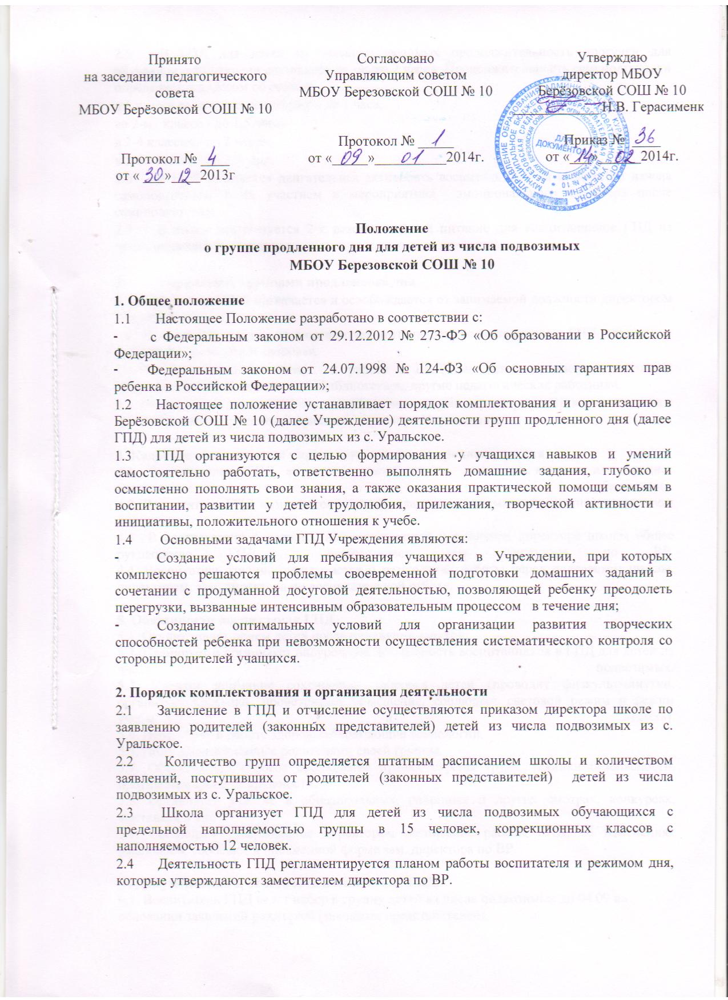 Принято
на заседании педагогического
совета
МБОУ Берёзовской СОШ № 10
Протокол № 4
от «30»_12_2013г
Согласовано
Управляющим советом
МБОУ Березовской СОШ № 10
Протокол № 1
от «09»_01_2014г.
Утверждаю
директор МБОУ
Берёзовской СОШ № 10
Н.В. Герасименк
Приказ № 36
от «14»_02_2014г.
ДЛЯ
ДОКУМЕНТОВ
Положение
о группе продленного дня для детей из числа подвозимых
МБОУ Березовской СОШ № 10
1. Общее положение
1.1 Настоящее Положение разработано в соответствии с:
- с Федеральным законом от 29.12.2012 № 273-ФЭ «Об образовании в Российской
Федерации»;
- Федеральным законом от 24.07.1998 № 124-ФЗ «Об основных гарантиях прав
ребенка в Российской Федерации»;
1.2 Настоящее положение устанавливает порядок комплектования и организацию в
Берёзовской СОШ № 10 (далее Учреждение) деятельности групп продленного дня (далее
ГПД) для детей из числа подвозимых из с. Уральское.
1.3 ГПД организуются с целью формирования у учащихся навыков и умений
самостоятельно работать, ответственно выполнять домашние задания, глубоко и
осмысленно пополнять свои знания, а также оказания практической помощи семьям в
воспитании, развитии у детей трудолюбия, прилежания, творческой активности и
инициативы, положительного отношения к учебе.
1.4 Основными задачами ГПД Учреждения являются:
- Создание условий для пребывания учащихся в Учреждении, при которых
комплексно решаются проблемы своевременной подготовки домашних заданий в
сочетании с продуманной досуговой деятельностью, позволяющей ребенку преодолеть
перегрузки, вызванные интенсивным образовательным процессом в течение дня;
- Создание оптимальных условий для организации развития творческих
способностей ребенка при невозможности осуществления систематического контроля со
стороны родителей учащихся.
2. Порядок комплектования и организация деятельности
2.1 Зачисление в ГПД и отчисление осуществляются приказом директора школе по
заявлению родителей (законных представителей) детей из числа подвозимых из с.
Уральское.
2.2 Количество групп определяется штатным расписанием школы и количеством
заявлений, поступивших от родителей (законных представителей) детей из числа
подвозимых из с. Уральское.
2.3 Школа организует ГПД для детей из числа подвозимых обучающихся с
предельной наполняемостью группы в 15 человек, коррекционных классов с
наполняемостью 12 человек.
2.4 Деятельность ГПД регламентируется планом работы воспитателя и режимом дня,
которые утверждаются заместителем директора по ВР.